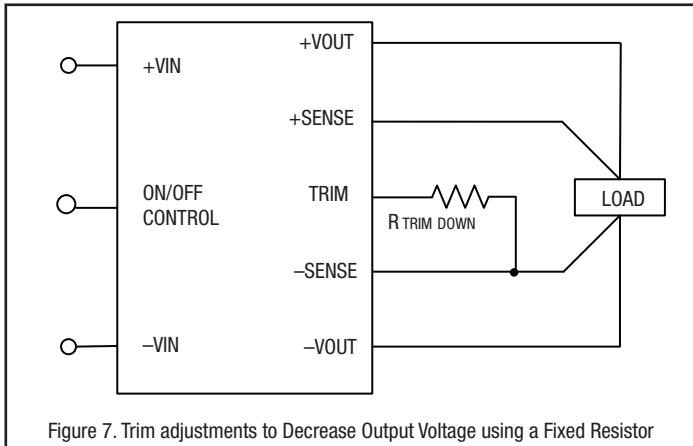 +VIN
ON/OFF
CONTROL
–VIN
+VOUT
+SENSE
TRIM
–SENSE
–VOUT
R TRIM DOWN
LOAD
Figure 7. Trim adjustments to Decrease Output Voltage using a Fixed Resistor